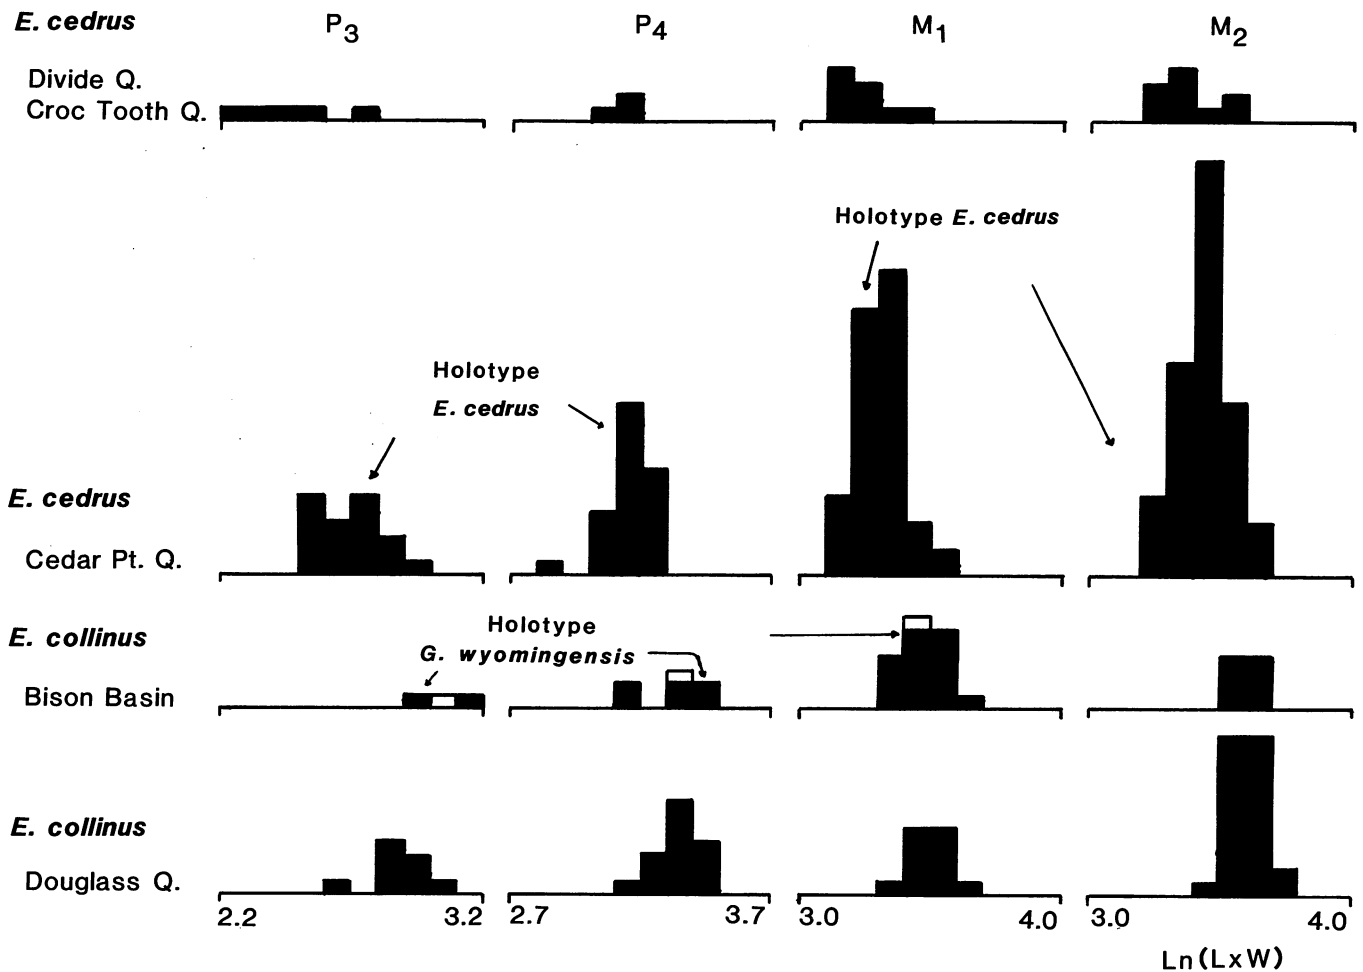 E. cedrus P3 P4 M1 M2
Divide Q.
Croc Tooth Q.
Holotype E. cedrus
Holotype
E. cedrus
E. cedrus
Cedar Pt. Q.
E. collinus
Holotype
G. wyomingensis
Bison Basin
E. collinus
Douglass Q.
2.2 3.2 2.7 3.7 3.0 4.0 3.0 4.0
Ln (LxW)